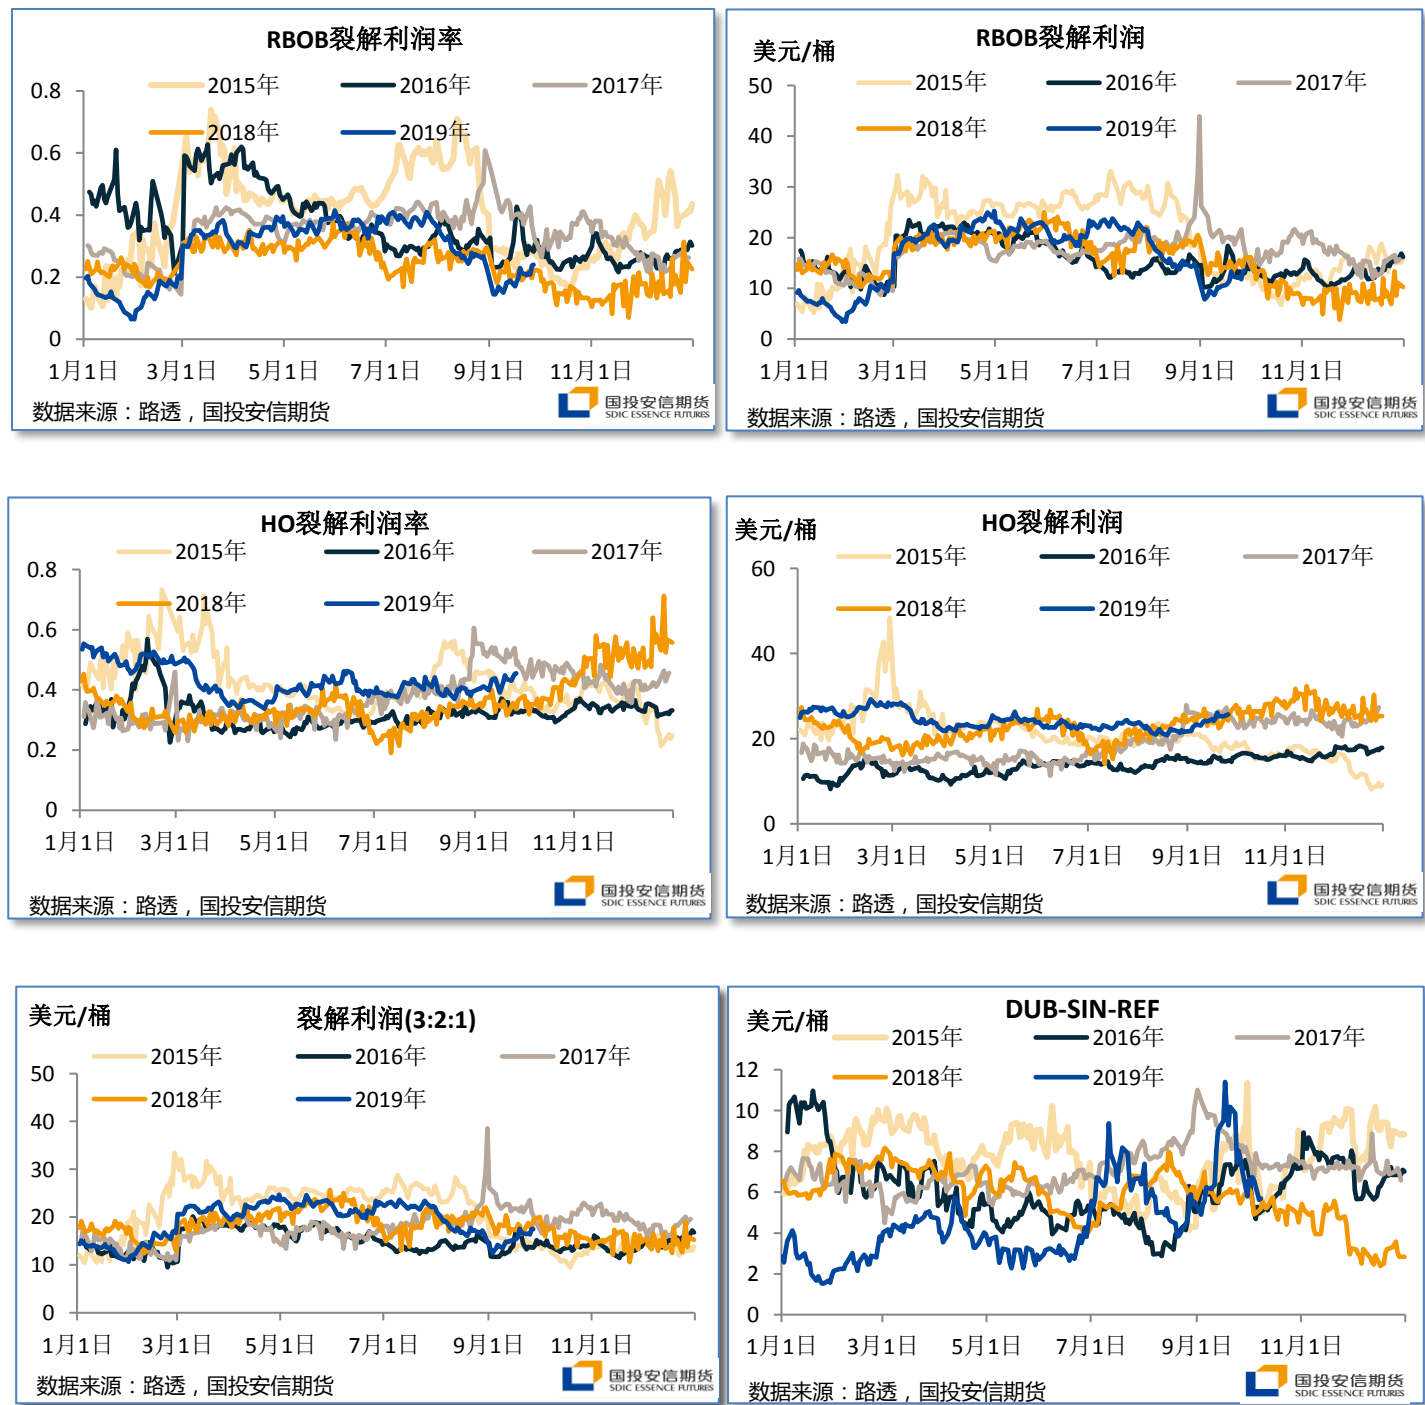 RBOB裂解利润率
2015年 2016年 2017年
2018年 2019年
0.8
0.6
0.4
0.2
0
1月1日 3月1日 5月1日 7月1日 9月1日 11月1日
数据来源：路透，国投安信期货
国投安信期货
SDIC ESSENCE FUTURES
RBOB裂解利润
美元/桶
2015年 2016年 2017年
2018年 2019年
50
40
30
20
10
0
1月1日 3月1日 5月1日 7月1日 9月1日 11月1日
数据来源：路透，国投安信期货
国投安信期货
SDIC ESSENCE FUTURES
HO裂解利润率
2015年 2016年 2017年
2018年 2019年
0.8
0.6
0.4
0.2
0
1月1日 3月1日 5月1日 7月1日 9月1日 11月1日
数据来源：路透，国投安信期货
国投安信期货
SDIC ESSENCE FUTURES
HO裂解利润
美元/桶
2015年 2016年 2017年
2018年 2019年
60
40
20
0
1月1日 3月1日 5月1日 7月1日 9月1日 11月1日
数据来源：路透，国投安信期货
国投安信期货
SDIC ESSENCE FUTURES
美元/桶
裂解利润(3:2:1)
2015年 2016年 2017年
2018年 2019年
50
40
30
20
10
0
1月1日 3月1日 5月1日 7月1日 9月1日 11月1日
数据来源：路透，国投安信期货
国投安信期货
SDIC ESSENCE FUTURES
DUB-SIN-REF
美元/桶
2015年 2016年 2017年
2018年 2019年
12
10
8
6
4
2
0
1月1日 3月1日 5月1日 7月1日 9月1日 11月1日
数据来源：路透，国投安信期货
国投安信期货
SDIC ESSENCE FUTURES